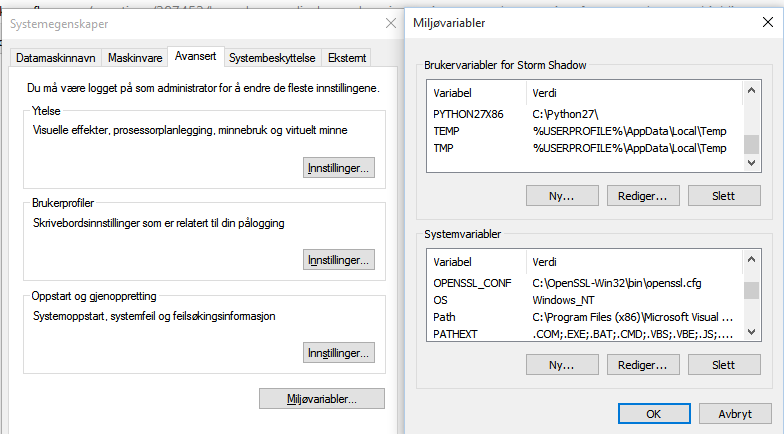 Systemegenskaper
Datamaskinnavn Maskinvare Avansert Systembeskyttelse Eksternt
Du må være logget på som administrator for å endre de fleste innstillingene.
Ytelse
Visuelle effekter, prosessorplanlegging, minnebruk og virtuelt minne
Innstillinger...
Brukerprofiler
Skrivebordsinnstillinger som er relatert til din pålogging
Innstillinger...
Oppstart og gjenoppretting
Systemoppstart, systemfeil og feilsøkingsinformasjon
Innstillinger...
Miljøvariabler...
Miljøvariabler
Brukervariabler for Storm Shadow
Variabel Verdi
PYTHON27X86 C:\Python27\
TEMP %USERPROFILE%\AppData\Local\Temp
TMP %USERPROFILE%\AppData\Local\Temp
Ny... Rediger... Slett
Systemvariabler
Variabel Verdi
OPENSSL_CONF C:\OpenSSL-Win32\bin\openssl.cfg
OS Windows_NT
Path C:\Program Files (x86)\Microsoft Visual ...
PATHEXT .COM;.EXE;.BAT;.CMD;.VBS;.VBE;.JS;....
Ny... Rediger... Slett
OK Avbryt